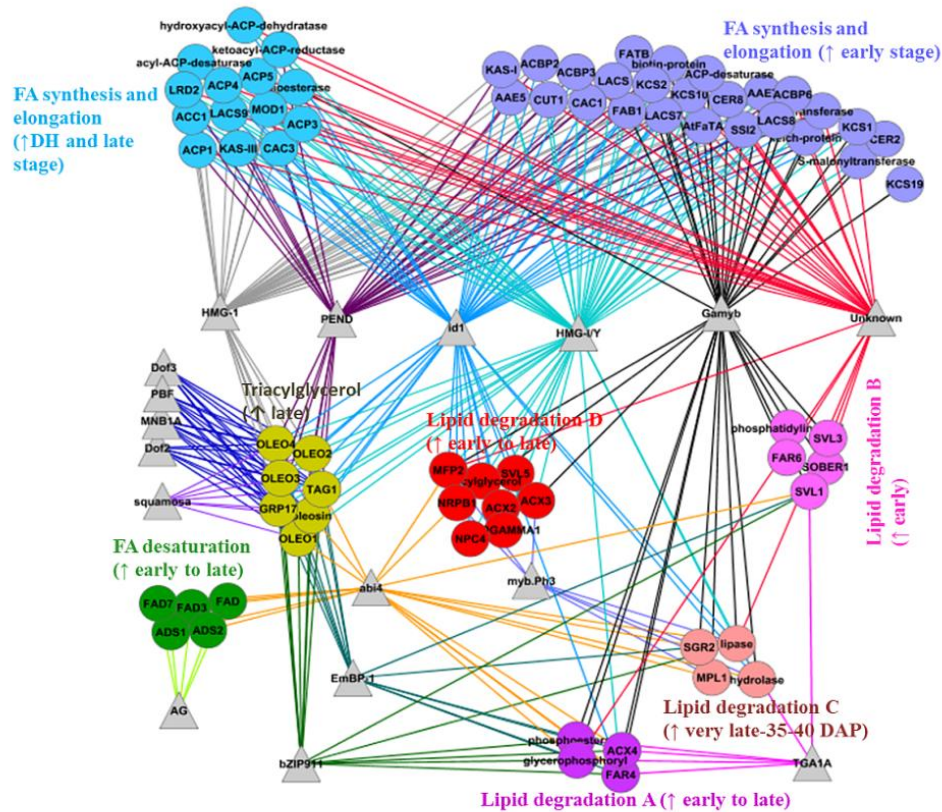 hydroxyacyl-ACP-dehydratase
ketoacyl-ACP-reductase
acyl-ACP-desaturase
ACP5
LRD2
ACP4
ACC1
LACS9
MOD1
ACP3
ACP1
KAS-III
CAC3
FA synthesis and
elongation
(↑DH and late
stage)
FA synthesis and
elongation (↑ early stage)
FATB
biotin-protein
KAS-I
ACBP2
ACBP3
LACS
KCS2
ACP-desaturase
AAE5
CUT1
CAC1
FAB1
KCS10
LACS7
CER8
AAE
ACBP6
AtFaTA
SSI2
LACS8
KCS1
CER2
S-malonyltransferase
KCS19
HMG-1
PEND
id1
HMG-I/Y
Gamyb
Unknown
Dof3
PBF
MNB1A
Dof2
squamosa
Triacylglycerol
(↑ late)
OLEO4
OLEO2
OLEO3
TAG1
GRP17
OLEO1
Lipid degradation D
(↑ early to late)
MFP2
SVL5
NRPB1
ACX2
ACX3
NPC4
Lipid degradation B
(↑ early)
phosphatidylin
SVL3
FAR6
SOBER1
SVL1
FA desaturation
(↑ early to late)
FAD7
FAD3
FAD
ADS1
ADS2
AG
abi4
myb.Ph3
EmBP-1
bZIP911
TGA1A
SGR2
lipase
MPL1
hydrolase
Lipid degradation C
(↑ very late-35-40 DAP)
phosphoester
glycerophosphoryl
ACX4
FAR4
Lipid degradation A (↑ early to late)